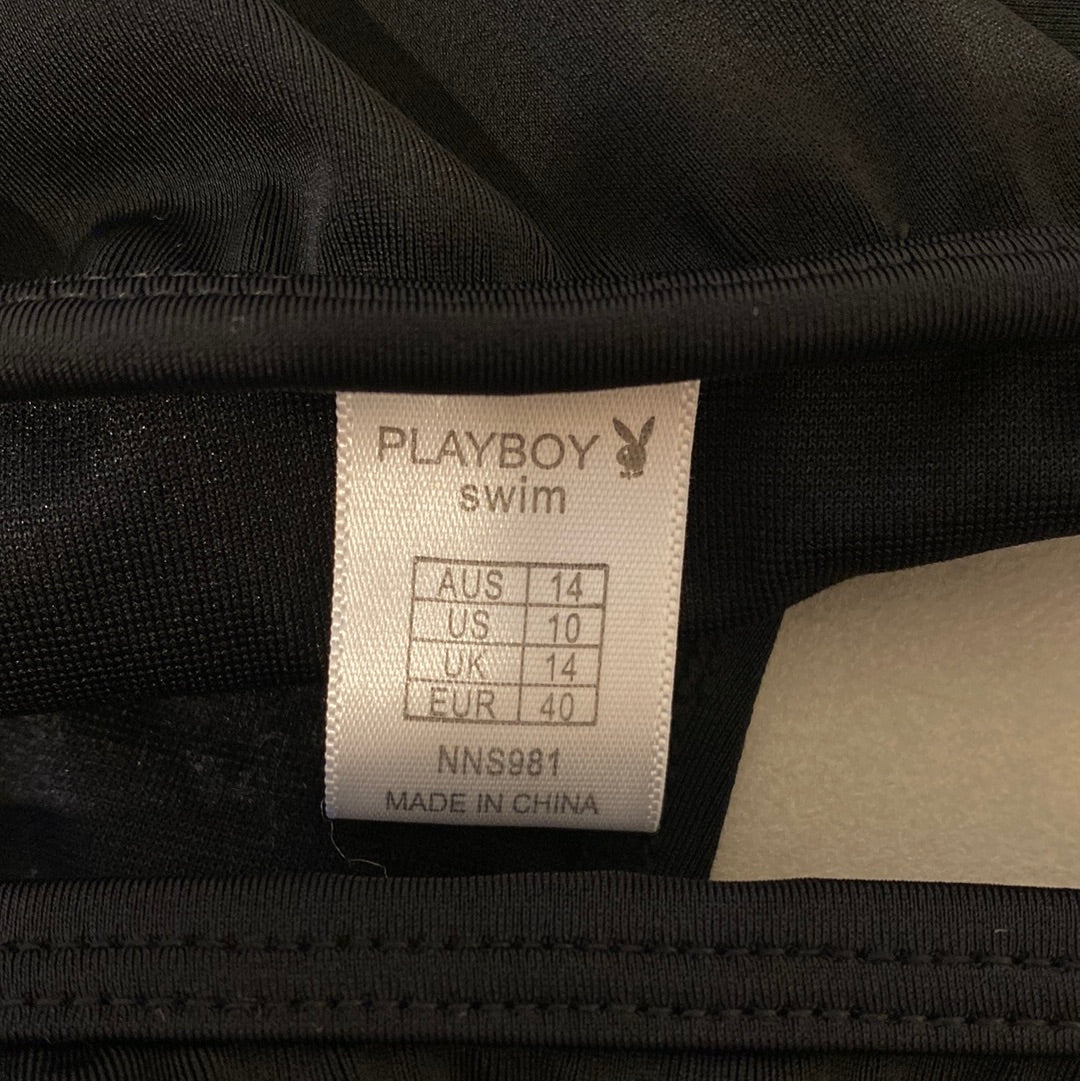 PLAYBOY
swim
AUS 14
US 10
UK 14
EUR 40
NNS981
MADE IN CHINA